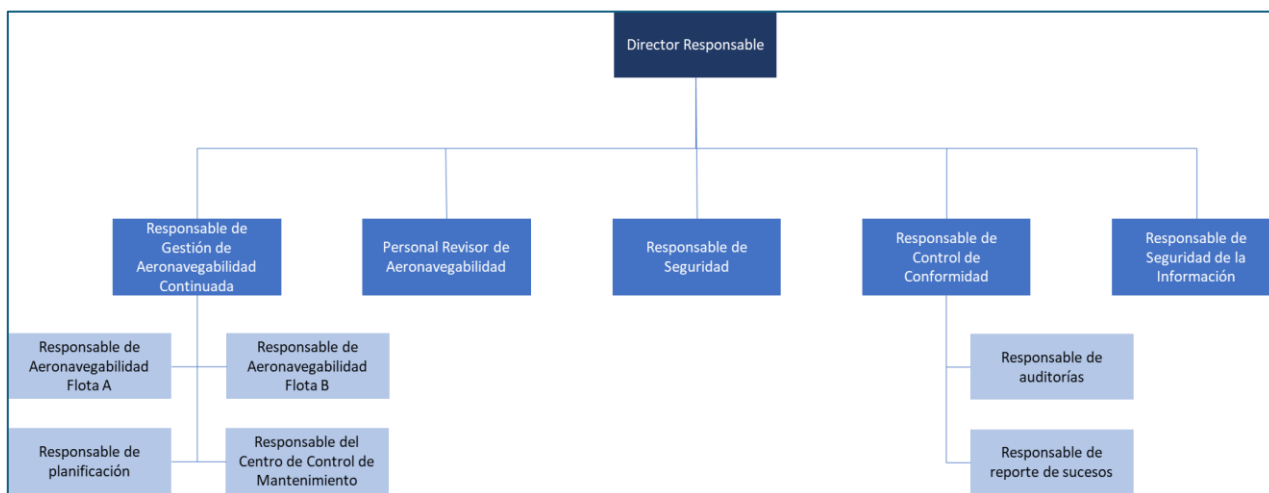 Director Responsable
Responsable de
Gestión de
Aeronavegabilidad
Continuada
Personal Revisor de
Aeronavegabilidad
Responsable de
Seguridad
Responsable de
Control de
Conformidad
Responsable de
Seguridad de la
Información
Responsable de
Aeronavegabilidad
Flota A
Responsable de
Aeronavegabilidad
Flota B
Responsable de
auditorías
Responsable de
planificación
Responsable del
Centro de Control de
Mantenimiento
Responsable de
reporte de sucesos